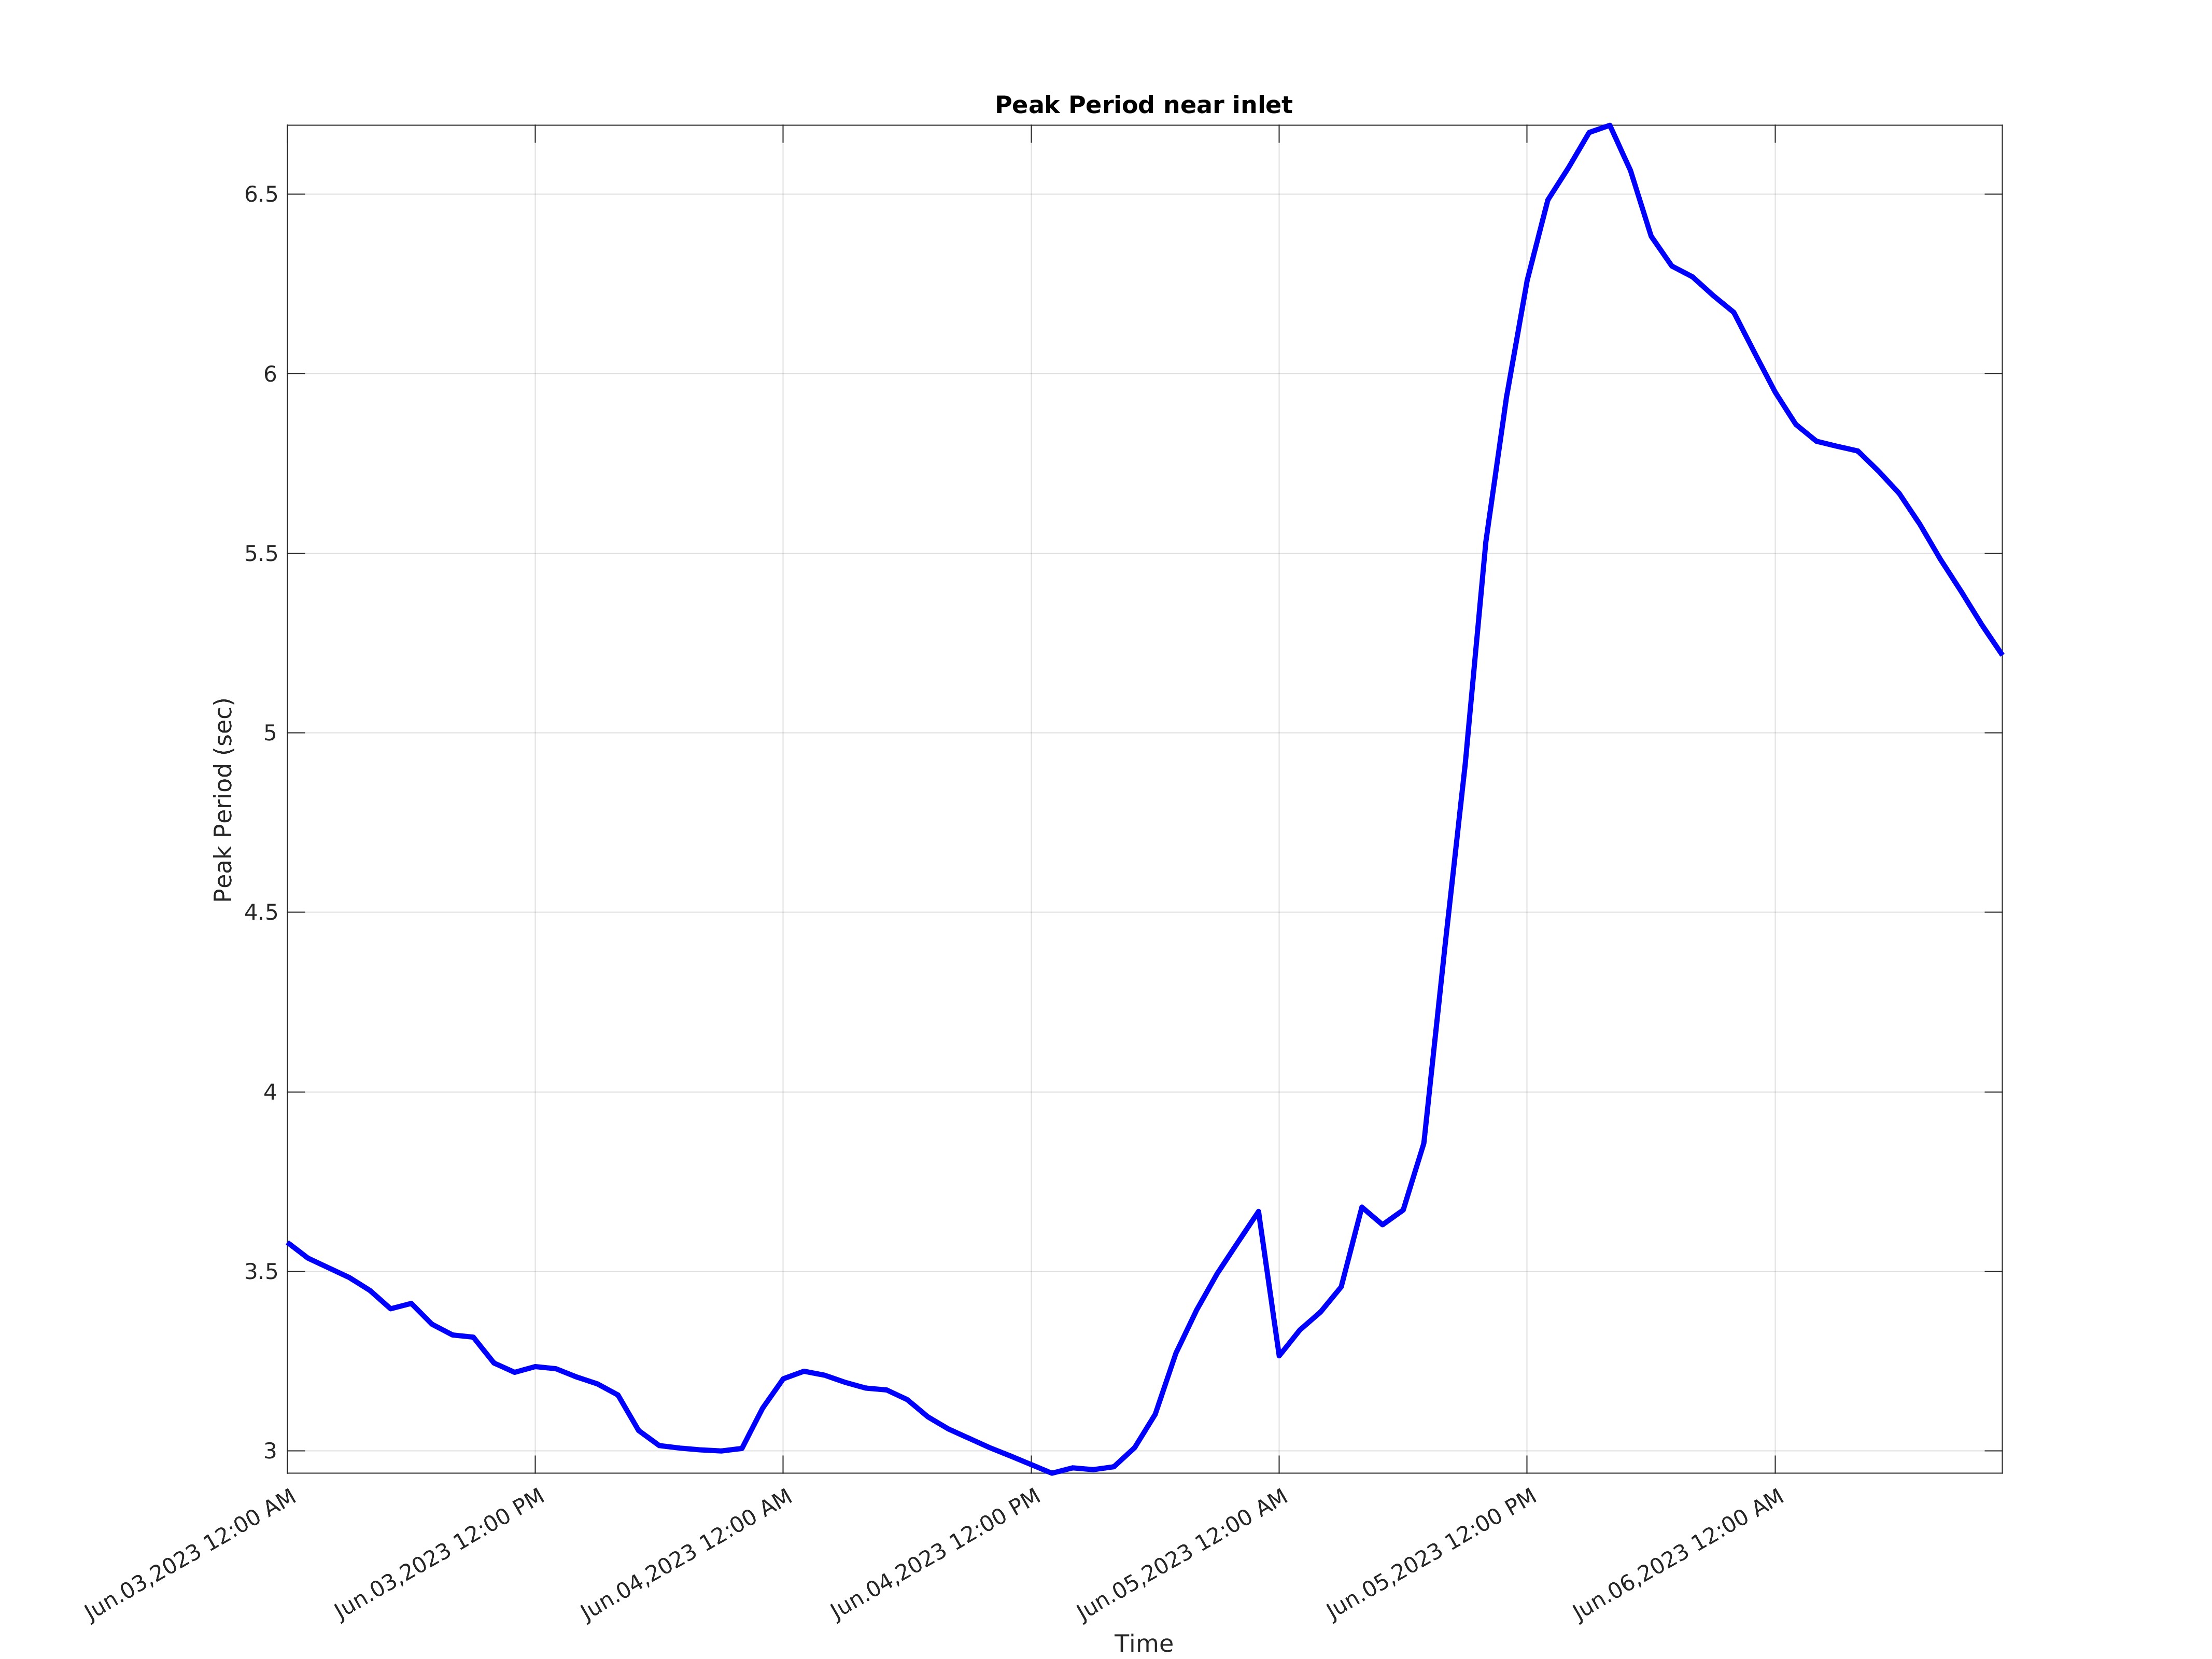 Peak Period near inlet
6.5
6
5.5
5
4.5
4
3.5
3
Peak Period (sec)
Jun.03,2023 12:00 AM
Jun.03,2023 12:00 PM
Jun.04,2023 12:00 AM
Jun.04,2023 12:00 PM
Jun.05,2023 12:00 AM
Jun.05,2023 12:00 PM
Jun.06,2023 12:00 AM
Time